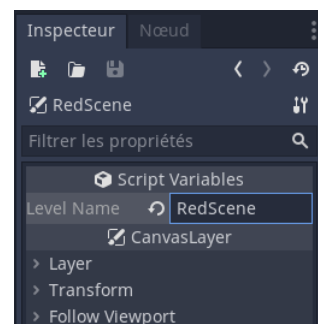 Inspecteur Nœud
RedScene
Filtrer les propriétés
Script Variables
Level Name RedScene
CanvasLayer
Layer
Transform
Follow Viewport